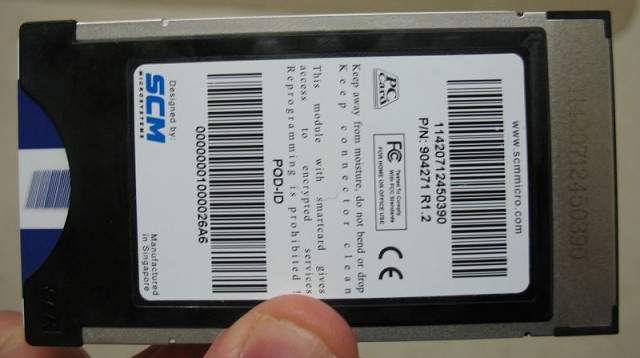 www.scmmicro.com
11420712450390
P/N: 904271 R1.2
PC
Card
FC
Tested To Comply
With FCC Standards
FOR HOME OR OFFICE USE
CE
Keep away from moisture, do not bend or drop
Keep connector clean
This module with smartcard gives
access to encrypted services
Reprogramming is prohibited !
POD-ID
0000001000026A6
Designed by:
SCM
MICROSYSTEMS
Manufactured
in Singapore